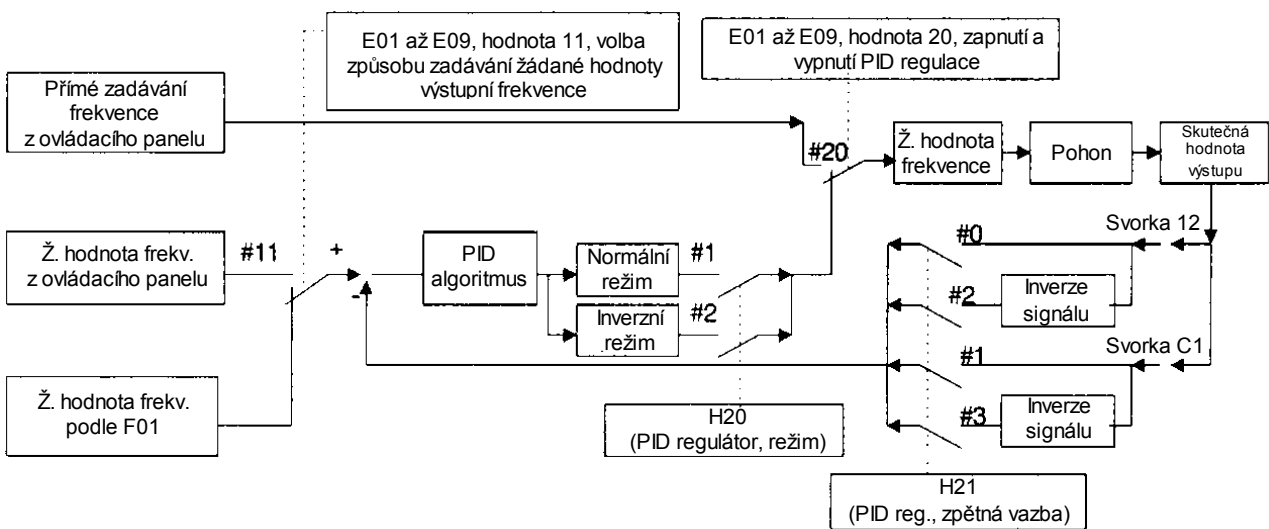 E01 až E09, hodnota 11, volba
způsobu zadávání žádané hodnoty
výstupní frekvence
E01 až E09, hodnota 20, zapnutí a
vypnutí PID regulace
Přímé zadávání
frekvence
z ovládacího panelu
#20
Ž. hodnota
frekvence
Pohon
Skutečná
hodnota
výstupu
Ž. hodnota frekv.
z ovládacího panelu
#11
+
-
PID
algoritmus
Normální
režim
#1
Inverzní
režim
#2
#0
Svorka 12
#2
Inverze
signálu
#1
Svorka C1
#3
Inverze
signálu
Ž. hodnota frekv.
podle F01
H20
(PID regulátor, režim)
H21
(PID reg., zpětná vazba)